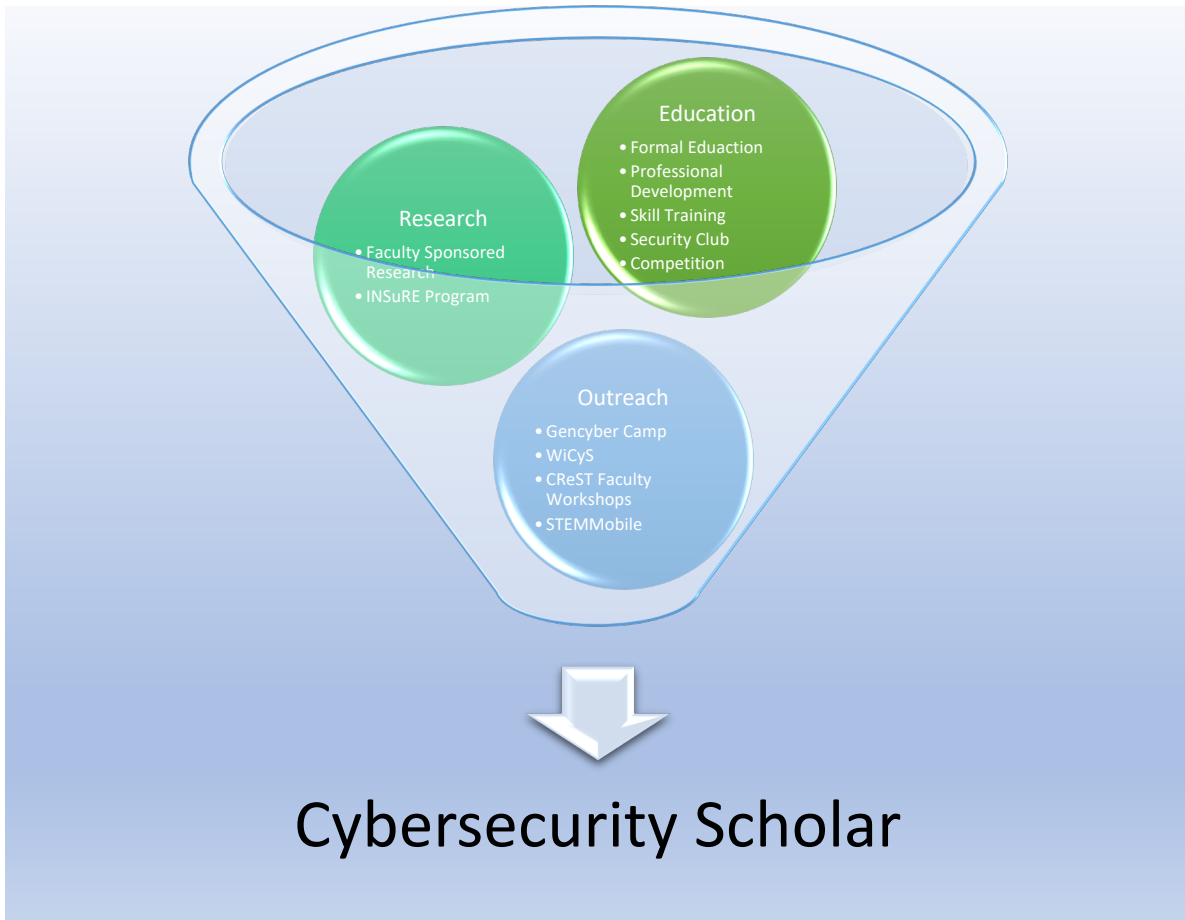 Education
• Formal Eduaction
• Professional
Development
• Skill Training
• Security Club
• Competition
Research
• Faculty Sponsored
Research
• INSuRE Program
Outreach
• Gencyber Camp
• WiCyS
• CReST Faculty
Workshops
• STEMMobile
Cybersecurity Scholar